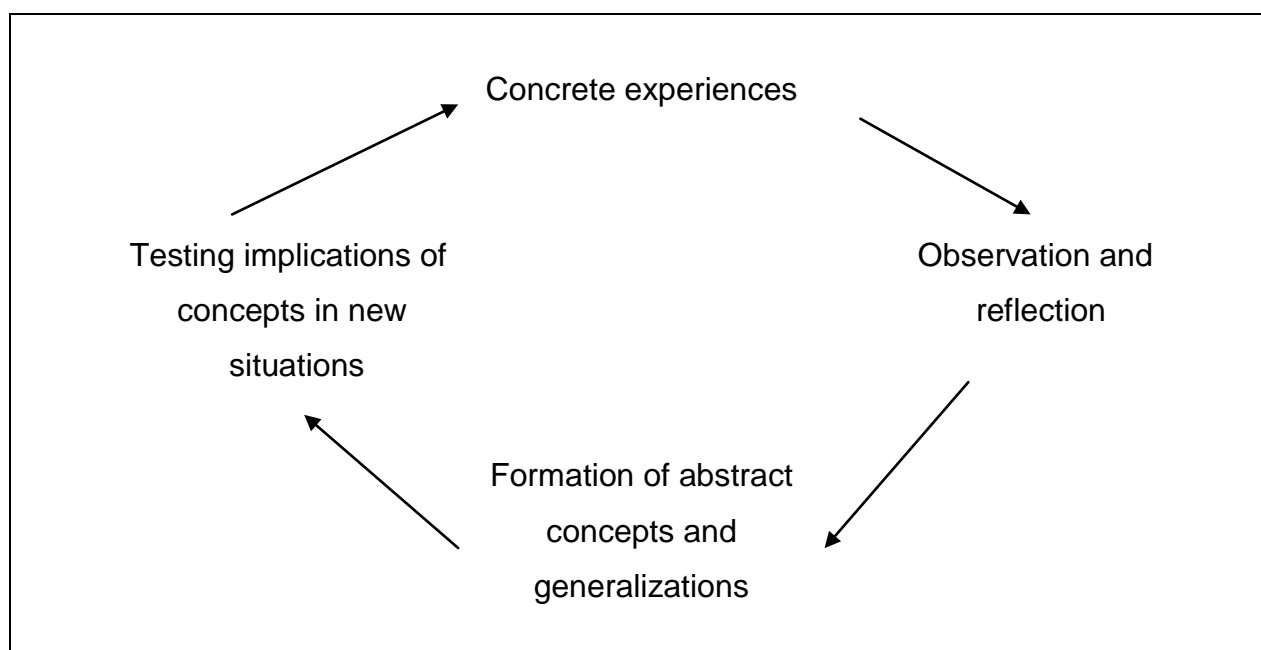 Concrete experiences
Observation and
reflection
Formation of abstract
concepts and
generalizations
Testing implications of
concepts in new
situations